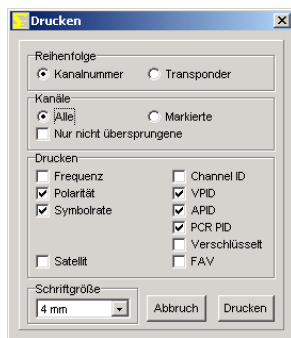 Drucken
Reihenfolge
Kanalnummer Transponder
Kanäle
Alle Markierte
Nur nicht übersprungene
Drucken
Frequenz Channel ID
Polarität VPID
Symbolrate APID
PCR PID
Verschlüsselt
Satellit FAV
Schriftgröße
4 mm Abbruch Drucken